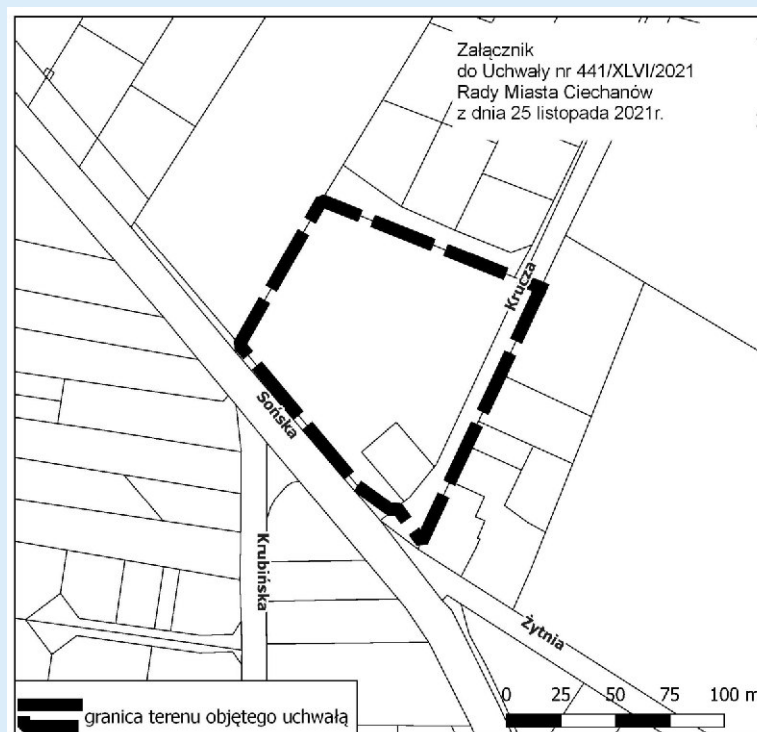 Załącznik
do Uchwały nr 441/XLVI/2021
Rady Miasta Ciechanów
z dnia 25 listopada 2021r.
Krucza
Sońska
Krubińska
Żytnia
0 25 50 75 100 m
granica terenu objętego uchwałą